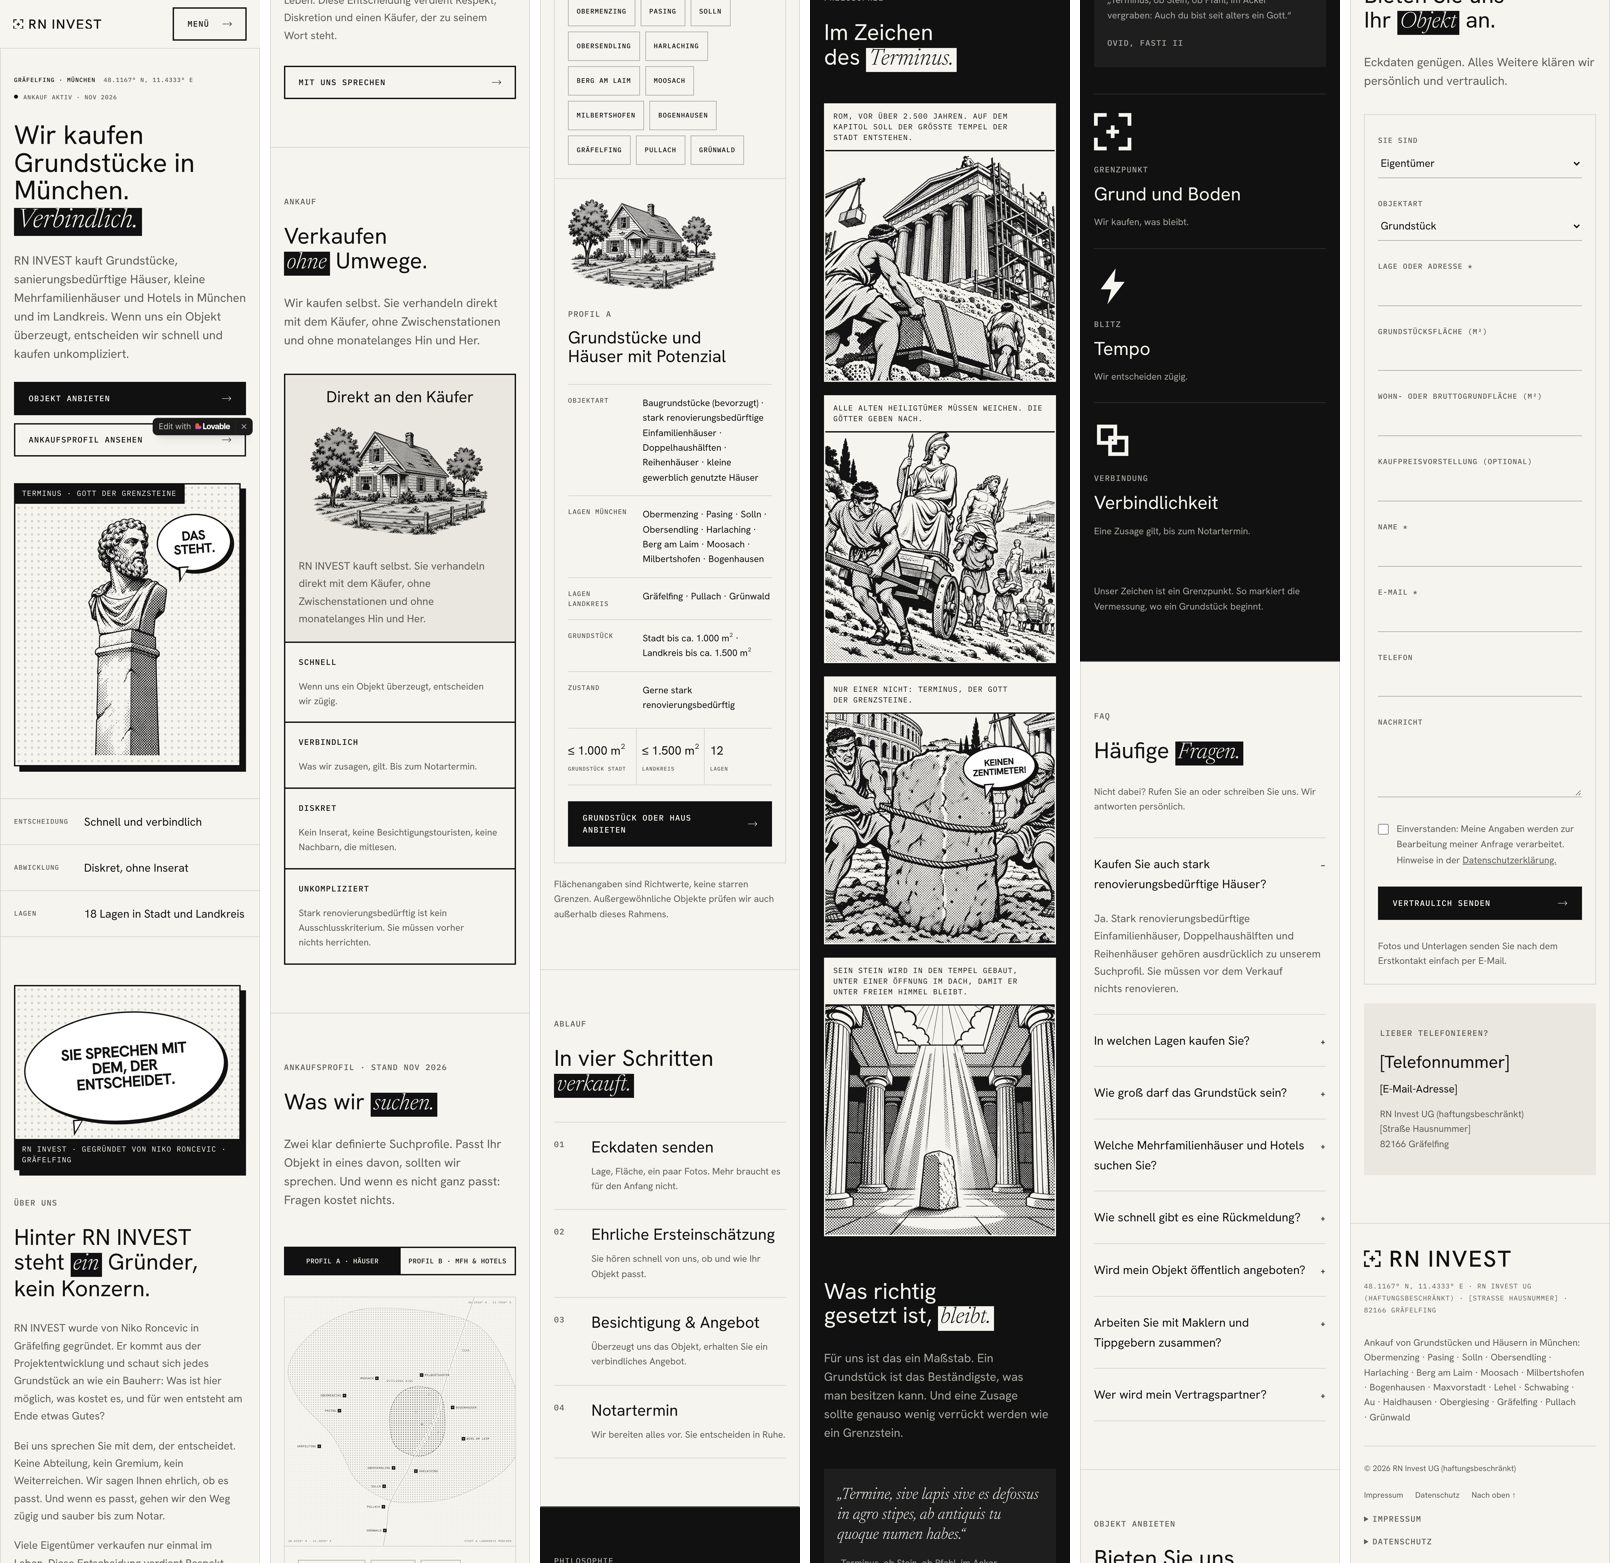 RN INVEST
MENÜ →
GRÄFELFING · MÜNCHEN 48.1167° N, 11.4333° E
ANKAUF AKTIV · NOV 2026
Wir kaufen
Grundstücke in
München.
Verbindlich.
RN INVEST kauft Grundstücke,
sanierungsbedürftige Häuser, kleine
Mehrfamilienhäuser und Hotels in München
und im Landkreis. Wenn uns ein Objekt
überzeugt, entscheiden wir schnell und
kaufen unkompliziert.
OBJEKT ANBIETEN →
Edit with Lovable ×
ANKAUFSPROFIL ANSEHEN →
TERMINUS · GOTT DER GRENZSTEINE
DAS
STEHT.
ENTSCHEIDUNG Schnell und verbindlich
ABWICKLUNG Diskret, ohne Inserat
LAGEN 18 Lagen in Stadt und Landkreis
SIE SPRECHEN MIT
DEM, DER
ENTSCHEIDET.
RN INVEST · GEGRÜNDET VON NIKO RONCEVIC ·
GRÄFELFING
ÜBER UNS
Hinter RN INVEST
steht ein Gründer,
kein Konzern.
RN INVEST wurde von Niko Roncevic in
Gräfelfing gegründet. Er kommt aus der
Projektentwicklung und schaut sich jedes
Grundstück an wie ein Bauherr: Was ist hier
möglich, was kostet es, und für wen entsteht am
Ende etwas Gutes?
Bei uns sprechen Sie mit dem, der entscheidet.
Keine Abteilung, kein Gremium, kein
Weiterreichen. Wir sagen Ihnen ehrlich, ob es
passt. Und wenn es passt, gehen wir den Weg
zügig und sauber bis zum Notar.
Viele Eigentümer verkaufen nur einmal im
Leben. Diese Entscheidung verdient Respekt,
Diskretion und einen Käufer, der zu seinem
Wort steht.
MIT UNS SPRECHEN →
ANKAUF
Verkaufen
ohne Umwege.
Wir kaufen selbst. Sie verhandeln direkt
mit dem Käufer, ohne Zwischenstationen
und ohne monatelanges Hin und Her.
Direkt an den Käufer
RN INVEST kauft selbst. Sie verhandeln
direkt mit dem Käufer, ohne
Zwischenstationen und ohne
monatelanges Hin und Her.
SCHNELL
Wenn uns ein Objekt überzeugt, entscheiden
wir zügig.
VERBINDLICH
Was wir zusagen, gilt. Bis zum Notartermin.
DISKRET
Kein Inserat, keine Besichtigungstouristen, keine
Nachbarn, die mitlesen.
UNKOMPLIZIERT
Stark renovierungsbedürftig ist kein
Ausschlusskriterium. Sie müssen vorher
nichts herrichten.
ANKAUFSPROFIL · STAND NOV 2026
Was wir suchen.
Zwei klar definierte Suchprofile. Passt Ihr
Objekt in eines davon, sollten wir
sprechen. Und wenn es nicht ganz passt:
Fragen kostet nichts.
PROFIL A · HÄUSER
PROFIL B · MFH & HOTELS
OBERMENZING PASING SOLLN
OBERSENDLING HARLACHING
BERG AM LAIM MOOSACH
MILBERTSHOFEN BOGENHAUSEN
GRÄFELFING PULLACH GRÜNWALD
PROFIL A
Grundstücke und
Häuser mit Potenzial
OBJEKTART Baugrundstücke (bevorzugt) ·
stark renovierungsbedürftige
Einfamilienhäuser ·
Doppelhaushälften ·
Reihenhäuser · kleine
gewerblich genutzte Häuser
LAGEN MÜNCHEN Obermenzing · Pasing · Solln ·
Obersendling · Harlaching ·
Berg am Laim · Moosach ·
Milbertshofen · Bogenhausen
LAGEN
LANDKREIS
Gräfelfing · Pullach · Grünwald
GRUNDSTÜCK Stadt bis ca. 1.000 m² ·
Landkreis bis ca. 1.500 m²
ZUSTAND Gerne stark
renovierungsbedürftig
≤ 1.000 m² ≤ 1.500 m² 12
GRUNDSTÜCK STADT LANDKREIS LAGEN
GRUNDSTÜCK ODER HAUS
ANBIETEN →
Flächenangaben sind Richtwerte, keine starren
Grenzen. Außergewöhnliche Objekte prüfen wir auch
außerhalb dieses Rahmens.
ABLAUF
In vier Schritten
verkauft.
01 Eckdaten senden
Lage, Fläche, ein paar Fotos. Mehr braucht es
für den Anfang nicht.
02 Ehrliche Ersteinschätzung
Sie hören schnell von uns, ob und wie Ihr
Objekt passt.
03 Besichtigung & Angebot
Überzeugt uns das Objekt, erhalten Sie ein
verbindliches Angebot.
04 Notartermin
Wir bereiten alles vor. Sie entscheiden in Ruhe.
PHILOSOPHIE
Im Zeichen
des Terminus.
ROM, VOR ÜBER 2.500 JAHREN. AUF DEM
KAPITOL SOLL DER GRÖSSTE TEMPEL DER
STADT ENTSTEHEN.
ALLE ALTEN HEILIGTÜMER MÜSSEN WEICHEN. DIE
GÖTTER GEBEN NACH.
NUR EINER NICHT: TERMINUS, DER GOTT
DER GRENZSTEINE.
KEINEN
ZENTIMETER!
SEIN STEIN WIRD IN DEN TEMPEL GEBAUT,
UNTER EINER ÖFFNUNG IM DACH, DAMIT ER
UNTER FREIEM HIMMEL BLEIBT.
Was richtig
gesetzt ist, bleibt.
Für uns ist das ein Maßstab. Ein
Grundstück ist das Beständigste, was
man besitzen kann. Und eine Zusage
sollte genauso wenig verrückt werden wie
ein Grenzstein.
„Termine, sive lapis sive es defossus
in agro stipes, ab antiquis tu
quoque numen habes.“
„Terminus, ob Stein, ob Pfahl, im Acker
vergraben: Auch du bist seit alters ein Gott.“
OVID, FASTI II
GRENZPUNKT
Grund und Boden
Wir kaufen, was bleibt.
BLITZ
Tempo
Wir entscheiden zügig.
VERBINDUNG
Verbindlichkeit
Eine Zusage gilt, bis zum Notartermin.
Unser Zeichen ist ein Grenzpunkt. So markiert die
Vermessung, wo ein Grundstück beginnt.
FAQ
Häufige Fragen.
Nicht dabei? Rufen Sie an oder schreiben Sie uns. Wir
antworten persönlich.
Kaufen Sie auch stark
renovierungsbedürftige Häuser? –
Ja. Stark renovierungsbedürftige
Einfamilienhäuser, Doppelhaushälften und
Reihenhäuser gehören ausdrücklich zu unserem
Suchprofil. Sie müssen vor dem Verkauf
nichts renovieren.
In welchen Lagen kaufen Sie? +
Wie groß darf das Grundstück sein? +
Welche Mehrfamilienhäuser und Hotels
suchen Sie? +
Wie schnell gibt es eine Rückmeldung? +
Wird mein Objekt öffentlich angeboten? +
Arbeiten Sie mit Maklern und
Tippgebern zusammen? +
Wer wird mein Vertragspartner? +
OBJEKT ANBIETEN
Bieten Sie uns
Ihr Objekt an.
Eckdaten genügen. Alles Weitere klären wir
persönlich und vertraulich.
SIE SIND
Eigentümer
OBJEKTART
Grundstück
LAGE ODER ADRESSE *
GRUNDSTÜCKSFLÄCHE (M²)
WOHN- ODER BRUTTOGRUNDFLÄCHE (M²)
KAUFPREISVORSTELLUNG (OPTIONAL)
NAME *
E-MAIL *
TELEFON
NACHRICHT
Einverstanden: Meine Angaben werden zur
Bearbeitung meiner Anfrage verarbeitet.
Hinweise in der Datenschutzerklärung.
VERTRAULICH SENDEN →
Fotos und Unterlagen senden Sie nach dem
Erstkontakt einfach per E-Mail.
LIEBER TELEFONIEREN?
[Telefonnummer]
[E-Mail-Adresse]
RN Invest UG (haftungsbeschränkt)
[Straße Hausnummer]
82166 Gräfelfing
RN INVEST
48.1167° N, 11.4333° E · RN INVEST UG
(HAFTUNGSBESCHRÄNKT) · [STRASSE HAUSNUMMER] ·
82166 GRÄFELFING
Ankauf von Grundstücken und Häusern in München:
Obermenzing · Pasing · Solln · Obersendling ·
Harlaching · Berg am Laim · Moosach · Milbertshofen
· Bogenhausen · Maxvorstadt · Lehel · Schwabing ·
Au · Haidhausen · Obergiesing · Gräfelfing · Pullach
· Grünwald
© 2026 RN Invest UG (haftungsbeschränkt)
Impressum Datenschutz Nach oben ↑
▶ IMPRESSUM
▶ DATENSCHUTZ